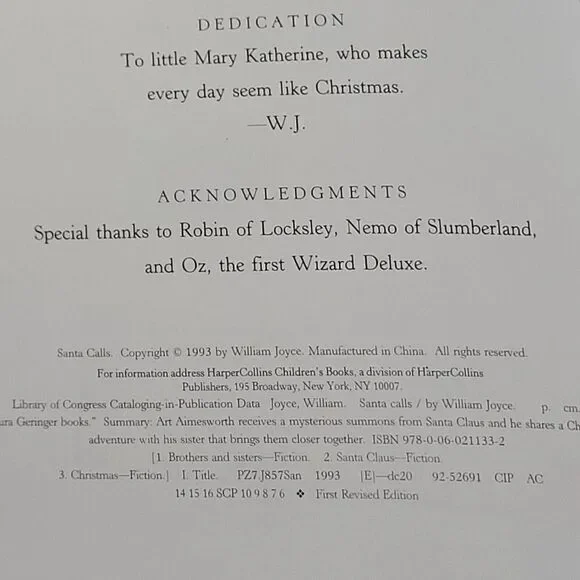 DEDICATION
To little Mary Katherine, who makes
every day seem like Christmas.
—W.J.
ACKNOWLEDGMENTS
Special thanks to Robin of Locksley, Nemo of Slumberland,
and Oz, the first Wizard Deluxe.
Santa Calls. Copyright © 1993 by William Joyce. Manufactured in China. All rights reserved.
For information address HarperCollins Children's Books, a division of HarperCollins
Publishers, 195 Broadway, New York, NY 10007.
Library of Congress Cataloging-in-Publication Data Joyce, William. Santa calls / by William Joyce. p. cm.
Geringer books." Summary: Art Aimesworth receives a mysterious summons from Santa Claus and he shares a
adventure with his sister that brings them closer together. ISBN 978-0-06-021133-2
[1. Brothers and sisters—Fiction. 2. Santa Claus—Fiction.
3. Christmas—Fiction.] I. Title. PZ7.J857San 1993 [E]—dc20 92-52691 CIP AC
14 15 16 SCP 10 9 8 7 6 ❖ First Revised Edition